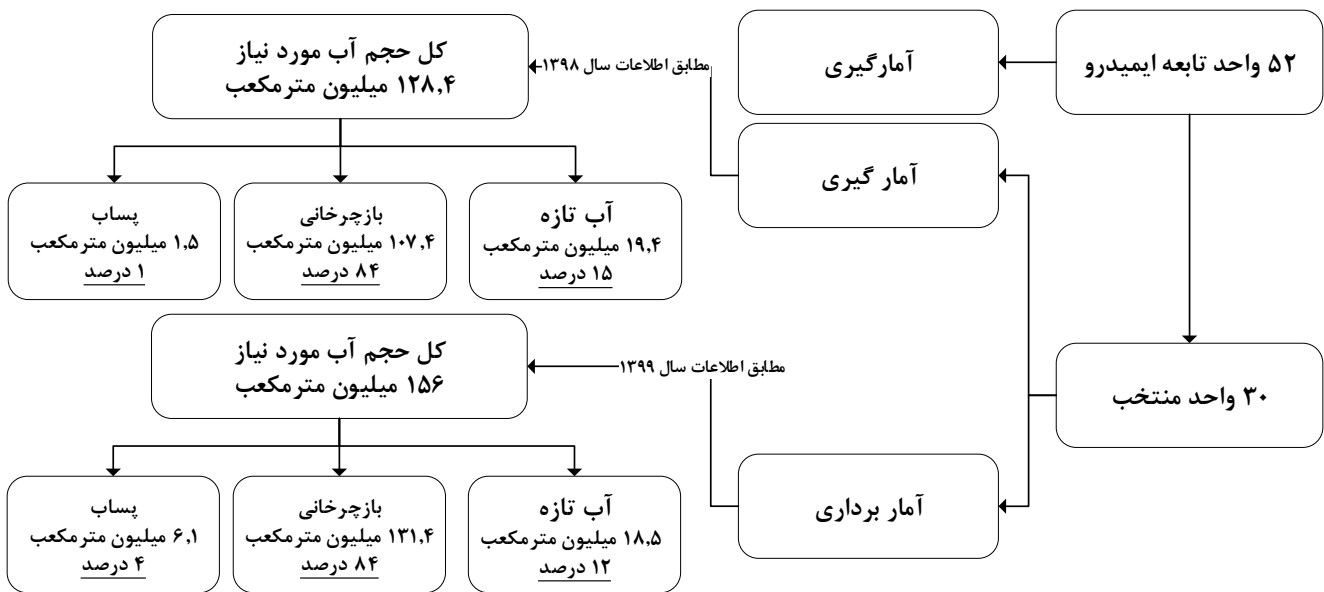 ۵۲ واحد تابعه ایمیدرو
آمارگیری
آمار گیری
مطابق اطلاعات سال ۱۳۹۸
کل حجم آب مورد نیاز
۱۲۸,۴ میلیون مترمکعب
آب تازه
۱۹,۴ میلیون مترمکعب
۱۵ درصد
بازچرخانی
۱۰۷,۴ میلیون مترمکعب
۸۴ درصد
پساب
۱,۵ میلیون مترمکعب
۱ درصد
۳۰ واحد منتخب
آمار برداری
مطابق اطلاعات سال ۱۳۹۹
کل حجم آب مورد نیاز
۱۵۶ میلیون مترمکعب
آب تازه
۱۸,۵ میلیون مترمکعب
۱۲ درصد
بازچرخانی
۱۳۱,۴ میلیون مترمکعب
۸۴ درصد
پساب
۶,۱ میلیون مترمکعب
۴ درصد